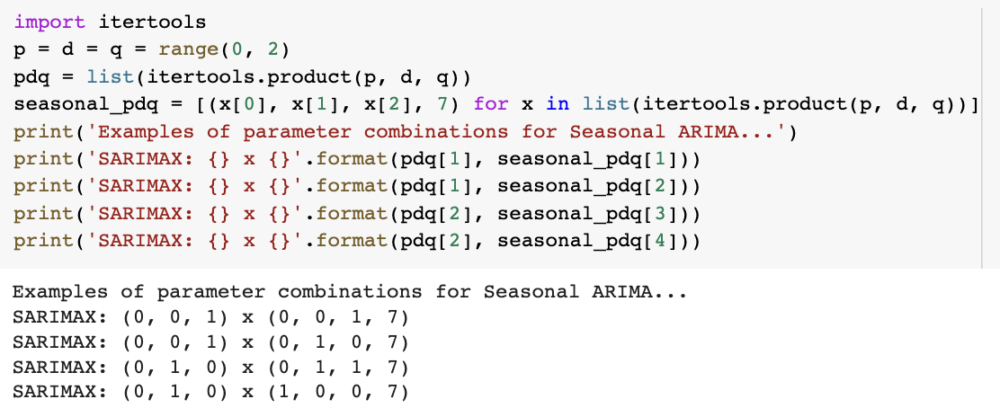 import itertools
p = d = q = range(0, 2)
pdq = list(itertools.product(p, d, q))
seasonal_pdq = [(x[0], x[1], x[2], 7) for x in list(itertools.product(p, d, q))]
print('Examples of parameter combinations for Seasonal ARIMA...')
print('SARIMAX: {} x {}'.format(pdq[1], seasonal_pdq[1]))
print('SARIMAX: {} x {}'.format(pdq[1], seasonal_pdq[2]))
print('SARIMAX: {} x {}'.format(pdq[2], seasonal_pdq[3]))
print('SARIMAX: {} x {}'.format(pdq[2], seasonal_pdq[4]))
Examples of parameter combinations for Seasonal ARIMA...
SARIMAX: (0, 0, 1) x (0, 0, 1, 7)
SARIMAX: (0, 0, 1) x (0, 1, 0, 7)
SARIMAX: (0, 1, 0) x (0, 1, 1, 7)
SARIMAX: (0, 1, 0) x (1, 0, 0, 7)